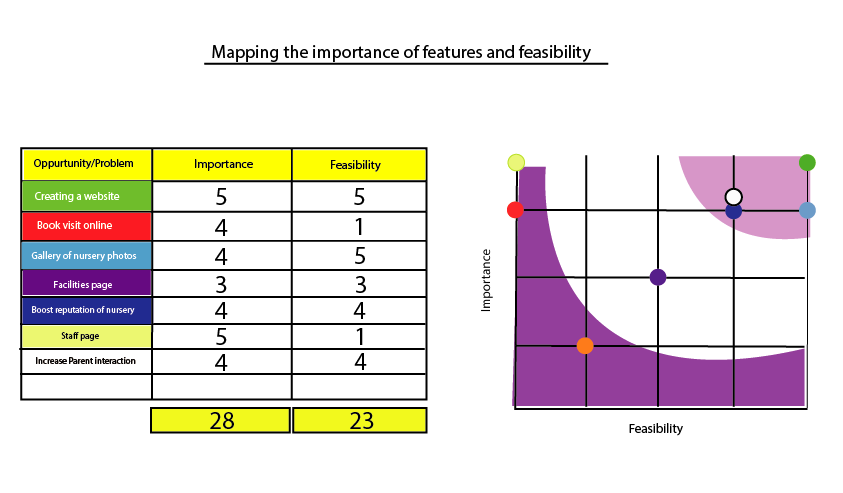 Mapping the importance of features and feasibility
Oppurtunity/Problem Importance Feasibility
Creating a website 5 5
Book visit online 4 1
Gallery of nursery photos 4 5
Facilities page 3 3
Boost reputation of nursery 4 4
Staff page 5 1
Increase Parent interaction 4 4
28 23
Importance
Feasibility